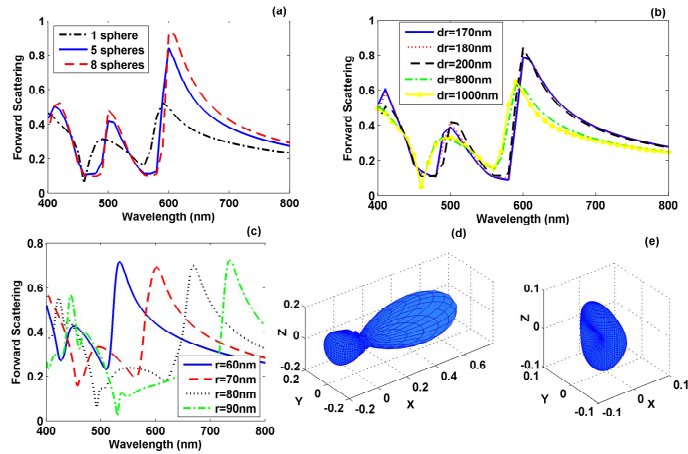 (a)
Forward Scattering
1
0.8
0.6
0.4
0.2
0
1 sphere
5 spheres
8 spheres
400 500 600 700 800
Wavelength (nm)
(b)
Forward Scattering
1
0.8
0.6
0.4
0.2
0
dr=170nm
dr=180nm
dr=200nm
dr=800nm
dr=1000nm
400 500 600 700 800
Wavelength (nm)
(c)
Forward Scattering
0.8
0.6
0.4
0.2
0
r=60nm
r=70nm
r=80nm
r=90nm
400 500 600 700 800
Wavelength (nm)
(d)
Z
0.2
0
-0.2
0.2
0
-0.2
Y
-0.2 0 0.2 0.4 0.6
X
(e)
Z
0.1
0
-0.1
0.1
0
-0.1
Y
-0.1 0 0.1
X